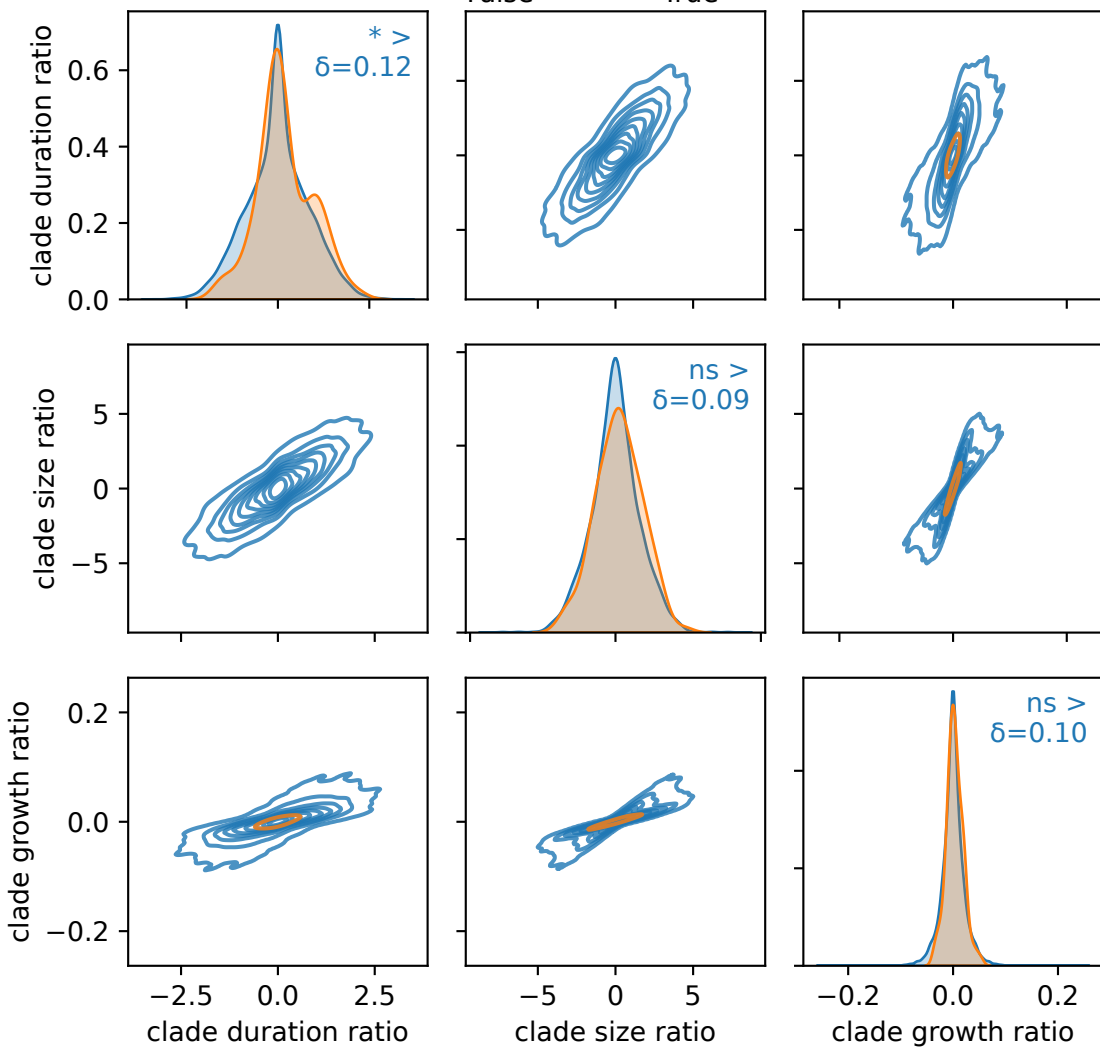 clade duration ratio
0.6
0.4
0.2
0.0
* >
δ=0.12
clade size ratio
5
0
−5
ns >
δ=0.09
clade growth ratio
0.2
0.0
−0.2
ns >
δ=0.10
−2.5 0.0 2.5
−5 0 5
−0.2 0.0 0.2
clade duration ratio
clade size ratio
clade growth ratio